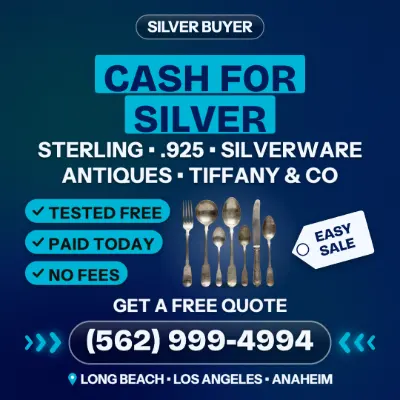 SILVER BUYER
CASH FOR
SILVER
STERLING ▪ .925 ▪ SILVERWARE
ANTIQUES ▪ TIFFANY & CO
✓ TESTED FREE
✓ PAID TODAY
✓ NO FEES
EASY
SALE
GET A FREE QUOTE
(562) 999-4994
LONG BEACH ▪ LOS ANGELES ▪ ANAHEIM